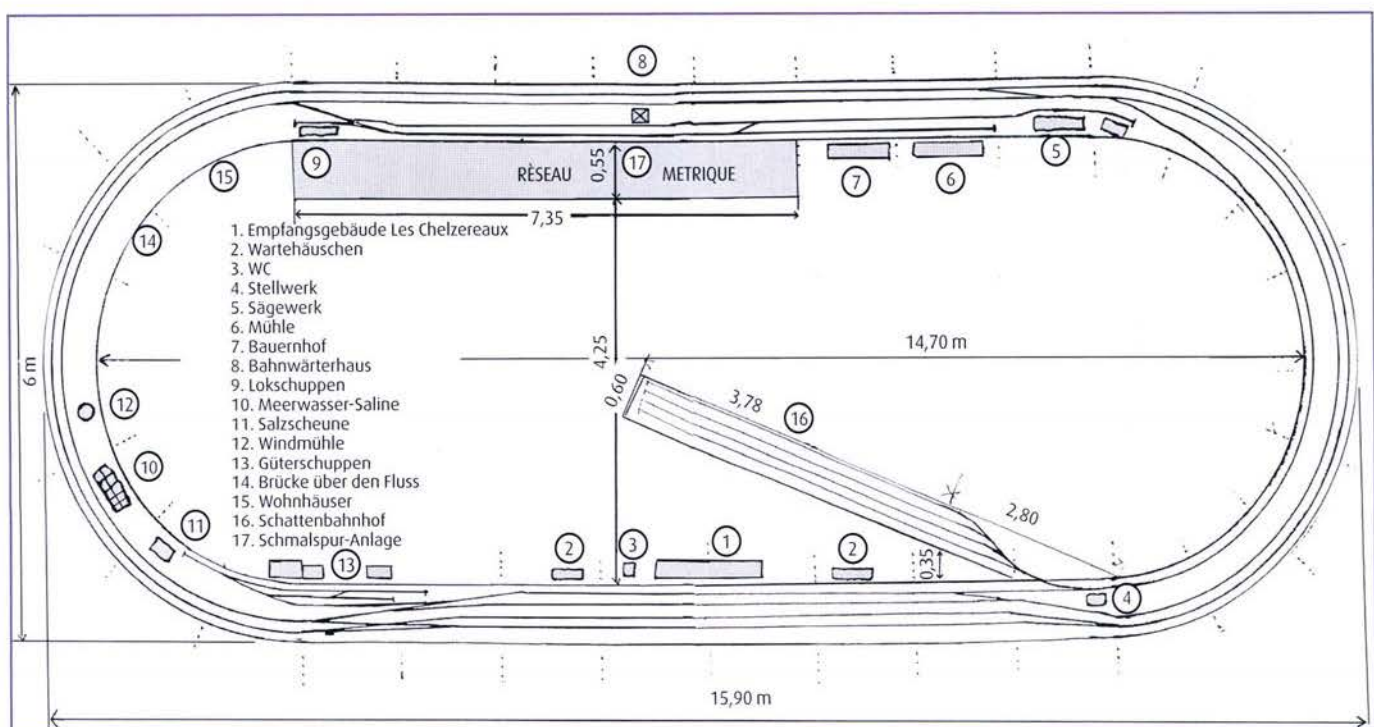 8
6 m
15
14
12
10
11
9
17
RÈSEAU METRIQUE
0,55
7,35
7
6
5
1. Empfangsgebäude Les Chelzereaux
2. Wartehäuschen
3. WC
4. Stellwerk
5. Sägewerk
6. Mühle
7. Bauernhof
8. Bahnwärterhaus
9. Lokschuppen
10. Meerwasser-Saline
11. Salzscheune
12. Windmühle
13. Güterschuppen
14. Brücke über den Fluss
15. Wohnhäuser
16. Schattenbahnhof
17. Schmalspur-Anlage
4,25
14,70 m
0,60
3,78
16
2,80
13
2
3
1
2
0,35
4
15,90 m